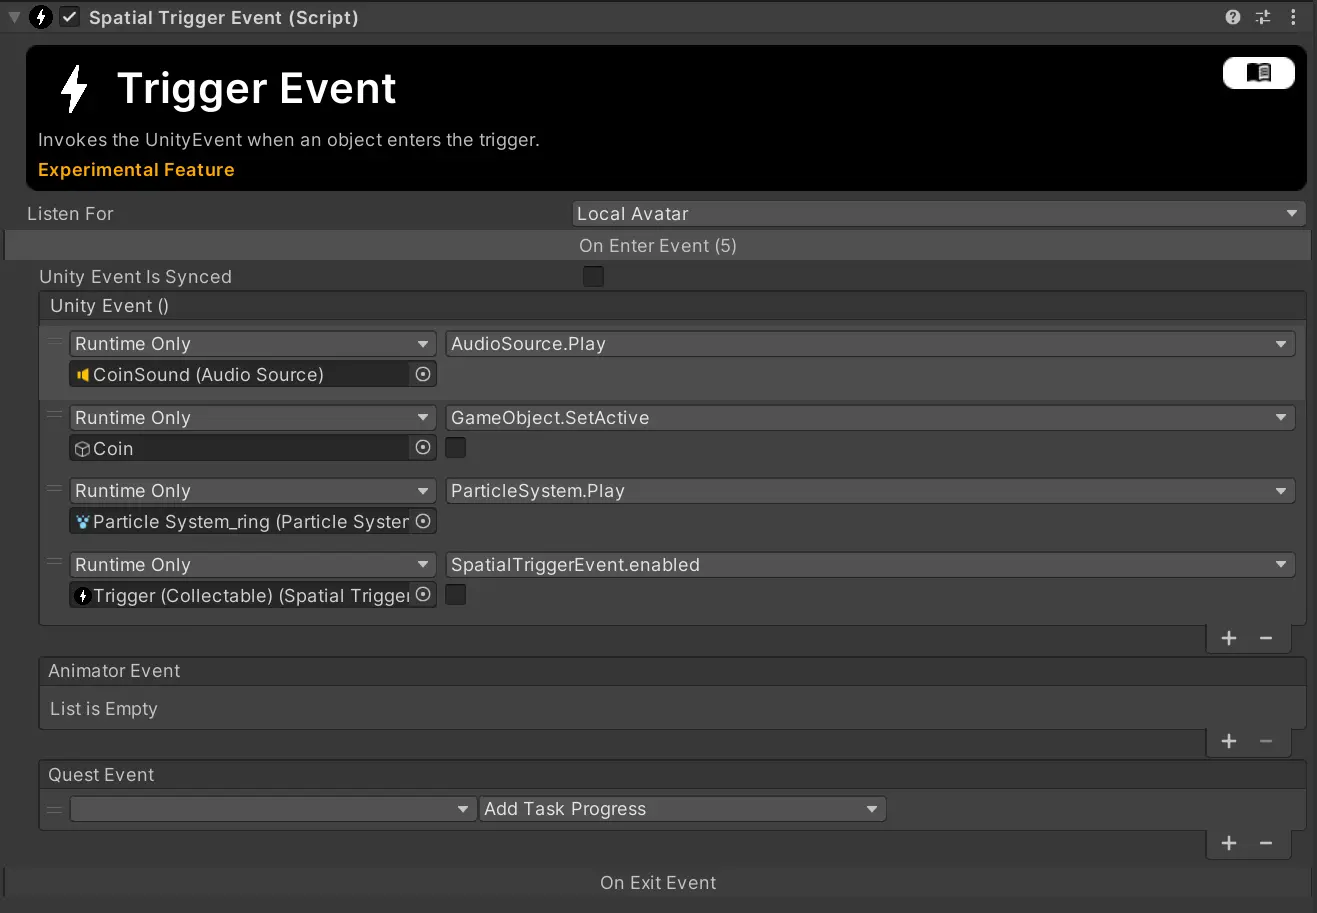 Spatial Trigger Event (Script)
Trigger Event
Invokes the UnityEvent when an object enters the trigger.
Experimental Feature
Listen For Local Avatar
On Enter Event (5)
Unity Event Is Synced
Unity Event ()
Runtime Only AudioSource.Play
CoinSound (Audio Source)
Runtime Only GameObject.SetActive
Coin
Runtime Only ParticleSystem.Play
Particle System_ring (Particle Syster
Runtime Only SpatialTriggerEvent.enabled
Trigger (Collectable) (Spatial Trigger
Animator Event
List is Empty
Quest Event
Add Task Progress
On Exit Event